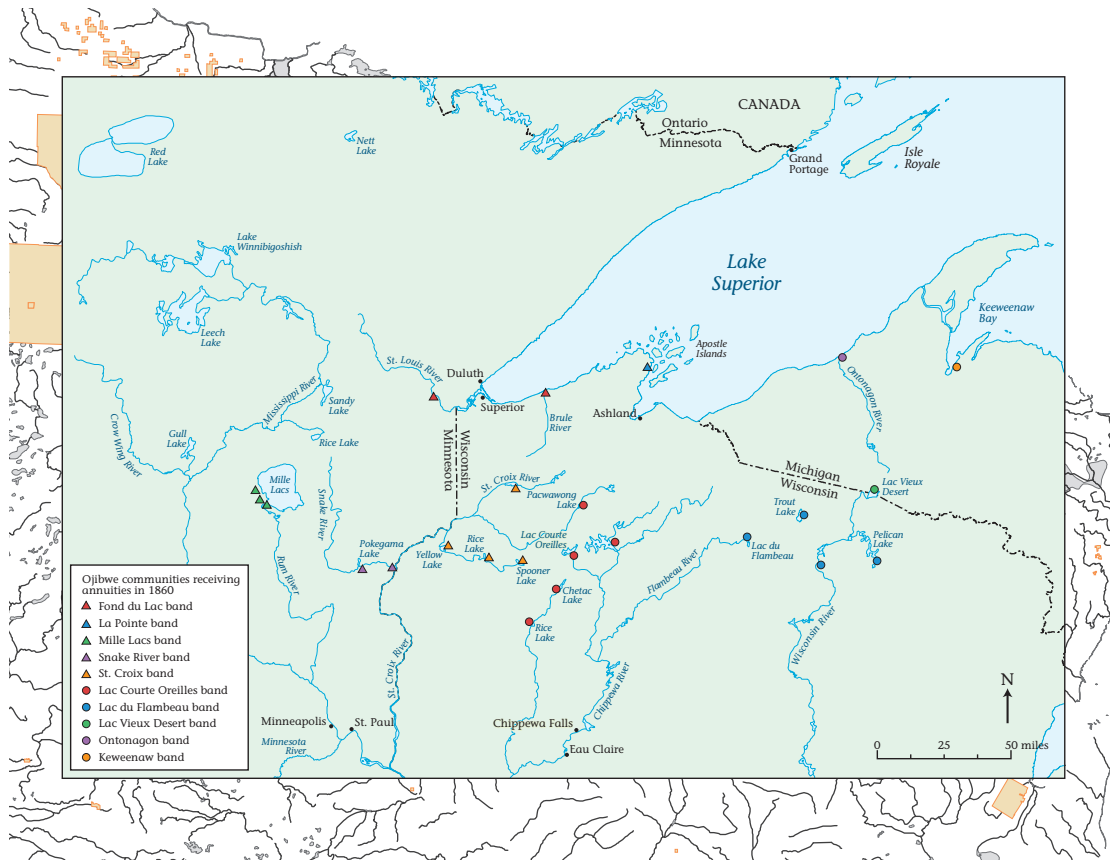 CANADA
Ontario
Minnesota
Grand
Portage
Isle
Royale
Red
Lake
Nett
Lake
Lake
Winnibigoshish
Leech
Lake
Lake
Superior
Keeweenaw
Bay
Apostle
Islands
St. Louis River
Duluth
Superior
Ashland
Brule
River
Ontonagon River
Mississippi River
Sandy
Lake
Rice Lake
Crow Wing River
Gull
Lake
Mille
Lacs
Snake River
Minnesota
Wisconsin
Michigan
Wisconsin
Lac Vieux
Desert
St. Croix River
Pacwawong
Lake
Trout
Lake
Pokegama
Lake
Yellow
Lake
Rice
Lake
Lac Courte
Oreilles
Spooner
Lake
Lac du
Flambeau
Pelican
Lake
Rum River
Flambeau River
Chetac
Lake
Rice
Lake
Wisconsin River
St. Croix River
Chippewa River
Minneapolis
St. Paul
Minnesota
River
Chippewa Falls
Eau Claire
Ojibwe communities receiving
annuities in 1860
Fond du Lac band
La Pointe band
Mille Lacs band
Snake River band
St. Croix band
Lac Courte Oreilles band
Lac du Flambeau band
Lac Vieux Desert band
Ontonagon band
Keweenaw band
N
0 25 50 miles